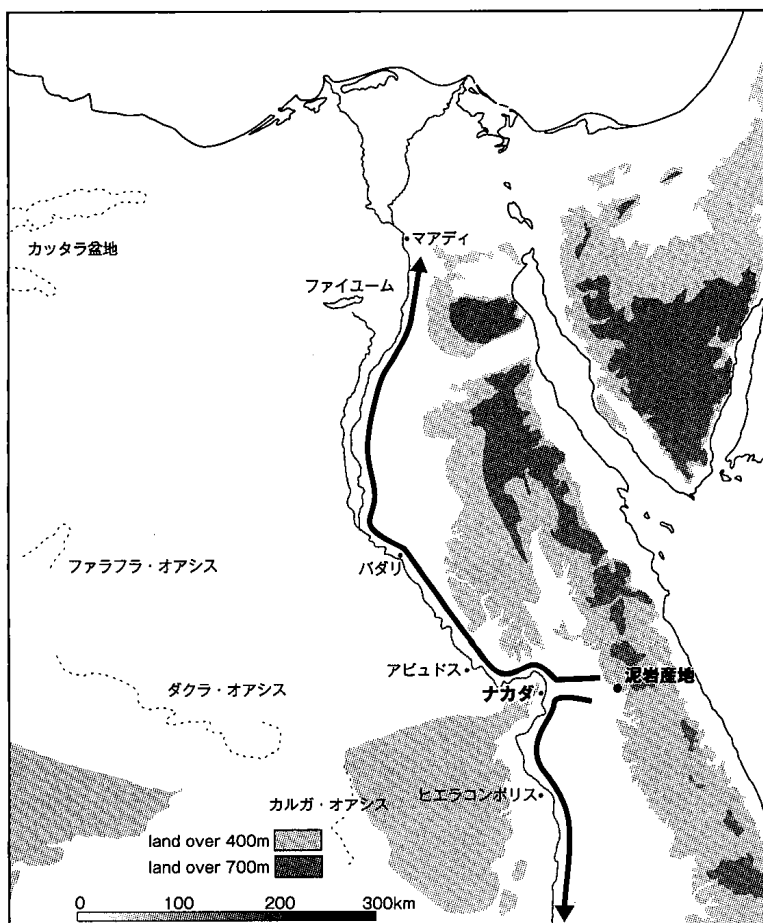 マアディ
カッタラ盆地
ファイユーム
バダリ
ファラフラ・オアシス
アビュドス
泥岩産地
ダクラ・オアシス
ナカダ
ヒエラコンポリス
カルガ・オアシス
land over 400m
land over 700m
0 100 200 300km